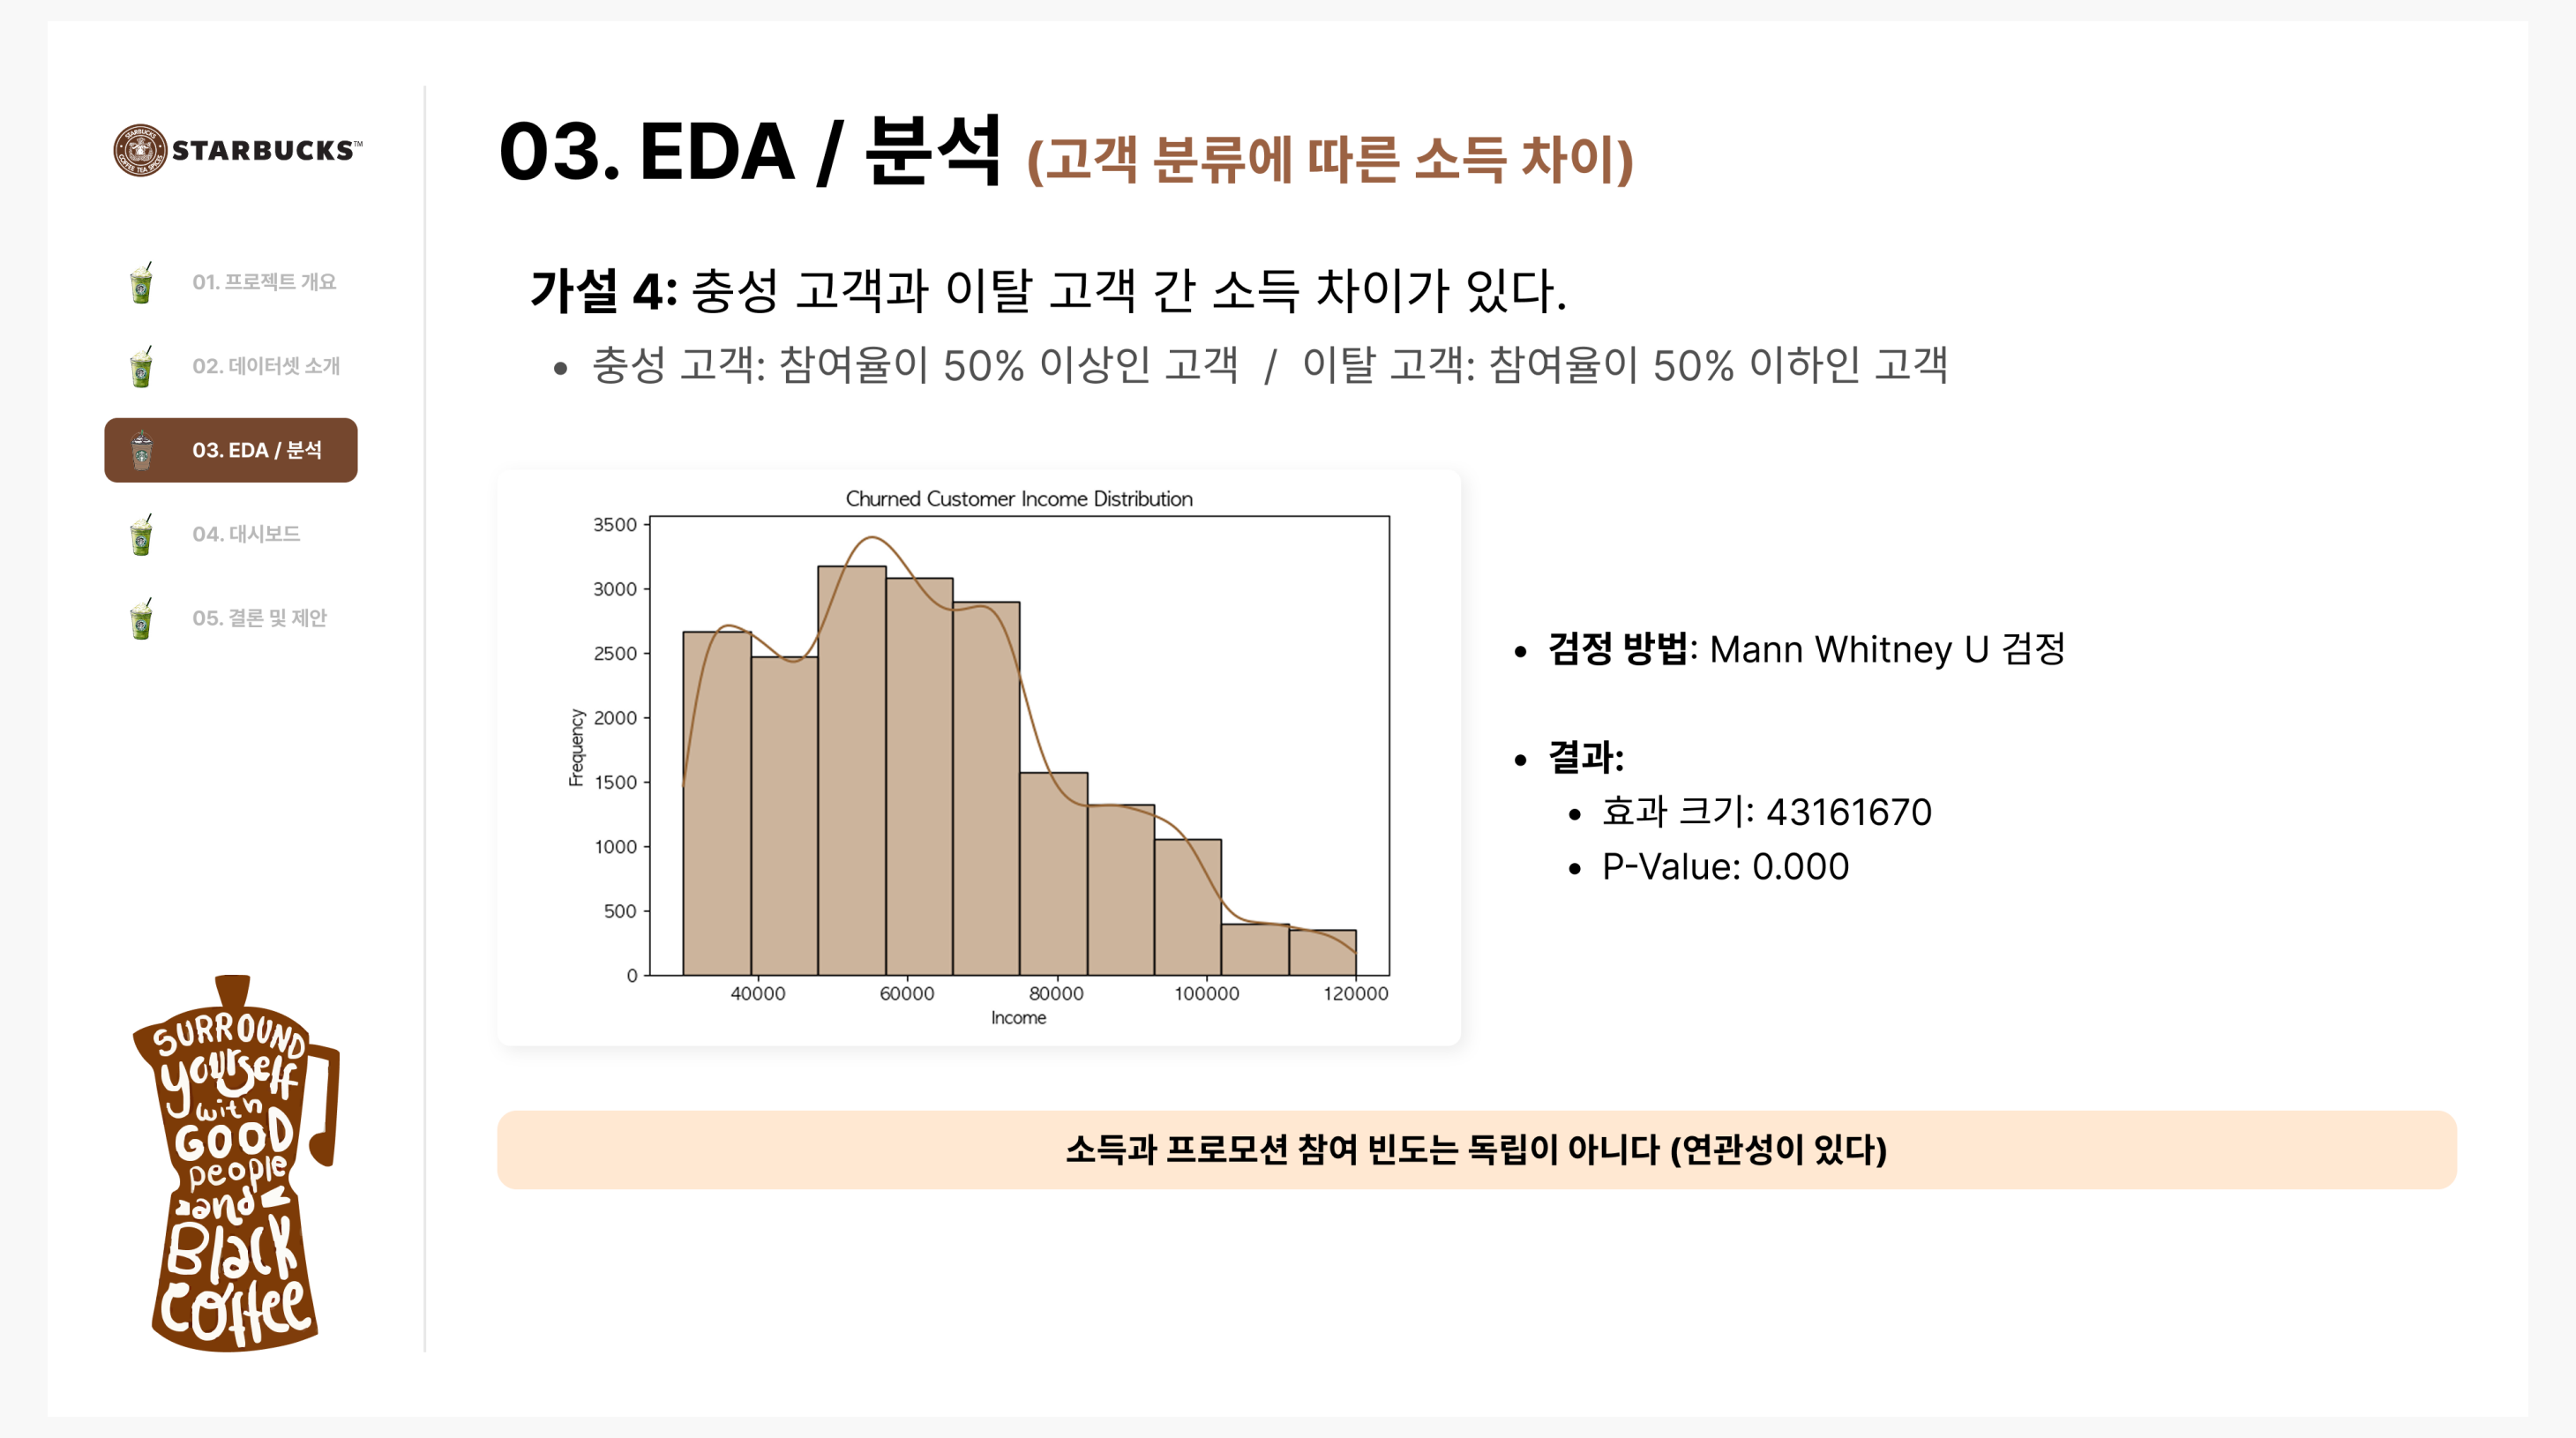 STARBUCKS™
01. 프로젝트 개요
02. 데이터셋 소개
03. EDA / 분석
04. 대시보드
05. 결론 및 제안
SURROUND
yourself
with
GOOD
people
and
Black
Coffee
03. EDA / 분석 (고객 분류에 따른 소득 차이)
가설 4: 충성 고객과 이탈 고객 간 소득 차이가 있다.
• 충성 고객: 참여율이 50% 이상인 고객 / 이탈 고객: 참여율이 50% 이하인 고객
Churned Customer Income Distribution
3500
3000
2500
2000
1500
1000
500
0
Frequency
40000 60000 80000 100000 120000
Income
• 검정 방법: Mann Whitney U 검정
• 결과:
• 효과 크기: 43161670
• P-Value: 0.000
소득과 프로모션 참여 빈도는 독립이 아니다 (연관성이 있다)